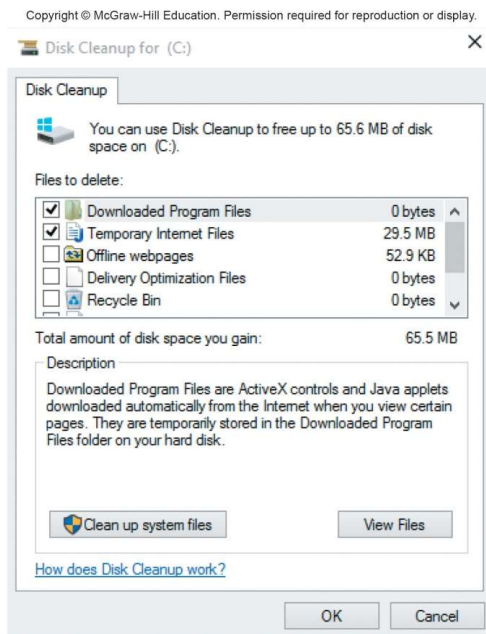 Copyright © McGraw-Hill Education. Permission required for reproduction or display.
Disk Cleanup for (C:)
Disk Cleanup
You can use Disk Cleanup to free up to 65.6 MB of disk
space on (C:).
Files to delete:
Downloaded Program Files 0 bytes
Temporary Internet Files 29.5 MB
Offline webpages 52.9 KB
Delivery Optimization Files 0 bytes
Recycle Bin 0 bytes
Total amount of disk space you gain: 65.5 MB
Description
Downloaded Program Files are ActiveX controls and Java applets
downloaded automatically from the Internet when you view certain
pages. They are temporarily stored in the Downloaded Program
Files folder on your hard disk.
Clean up system files View Files
How does Disk Cleanup work?
OK Cancel